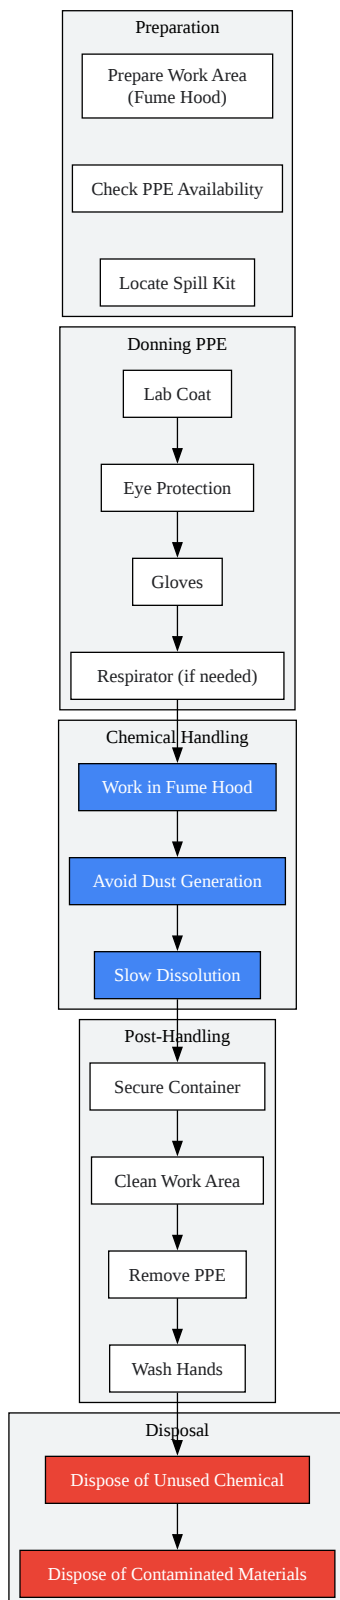 Preparation
Prepare Work Area
(Fume Hood)
Check PPE Availability
Locate Spill Kit
Donning PPE
Lab Coat
Eye Protection
Gloves
Respirator (if needed)
Chemical Handling
Work in Fume Hood
Avoid Dust Generation
Slow Dissolution
Post-Handling
Secure Container
Clean Work Area
Remove PPE
Wash Hands
Disposal
Dispose of Unused Chemical
Dispose of Contaminated Materials